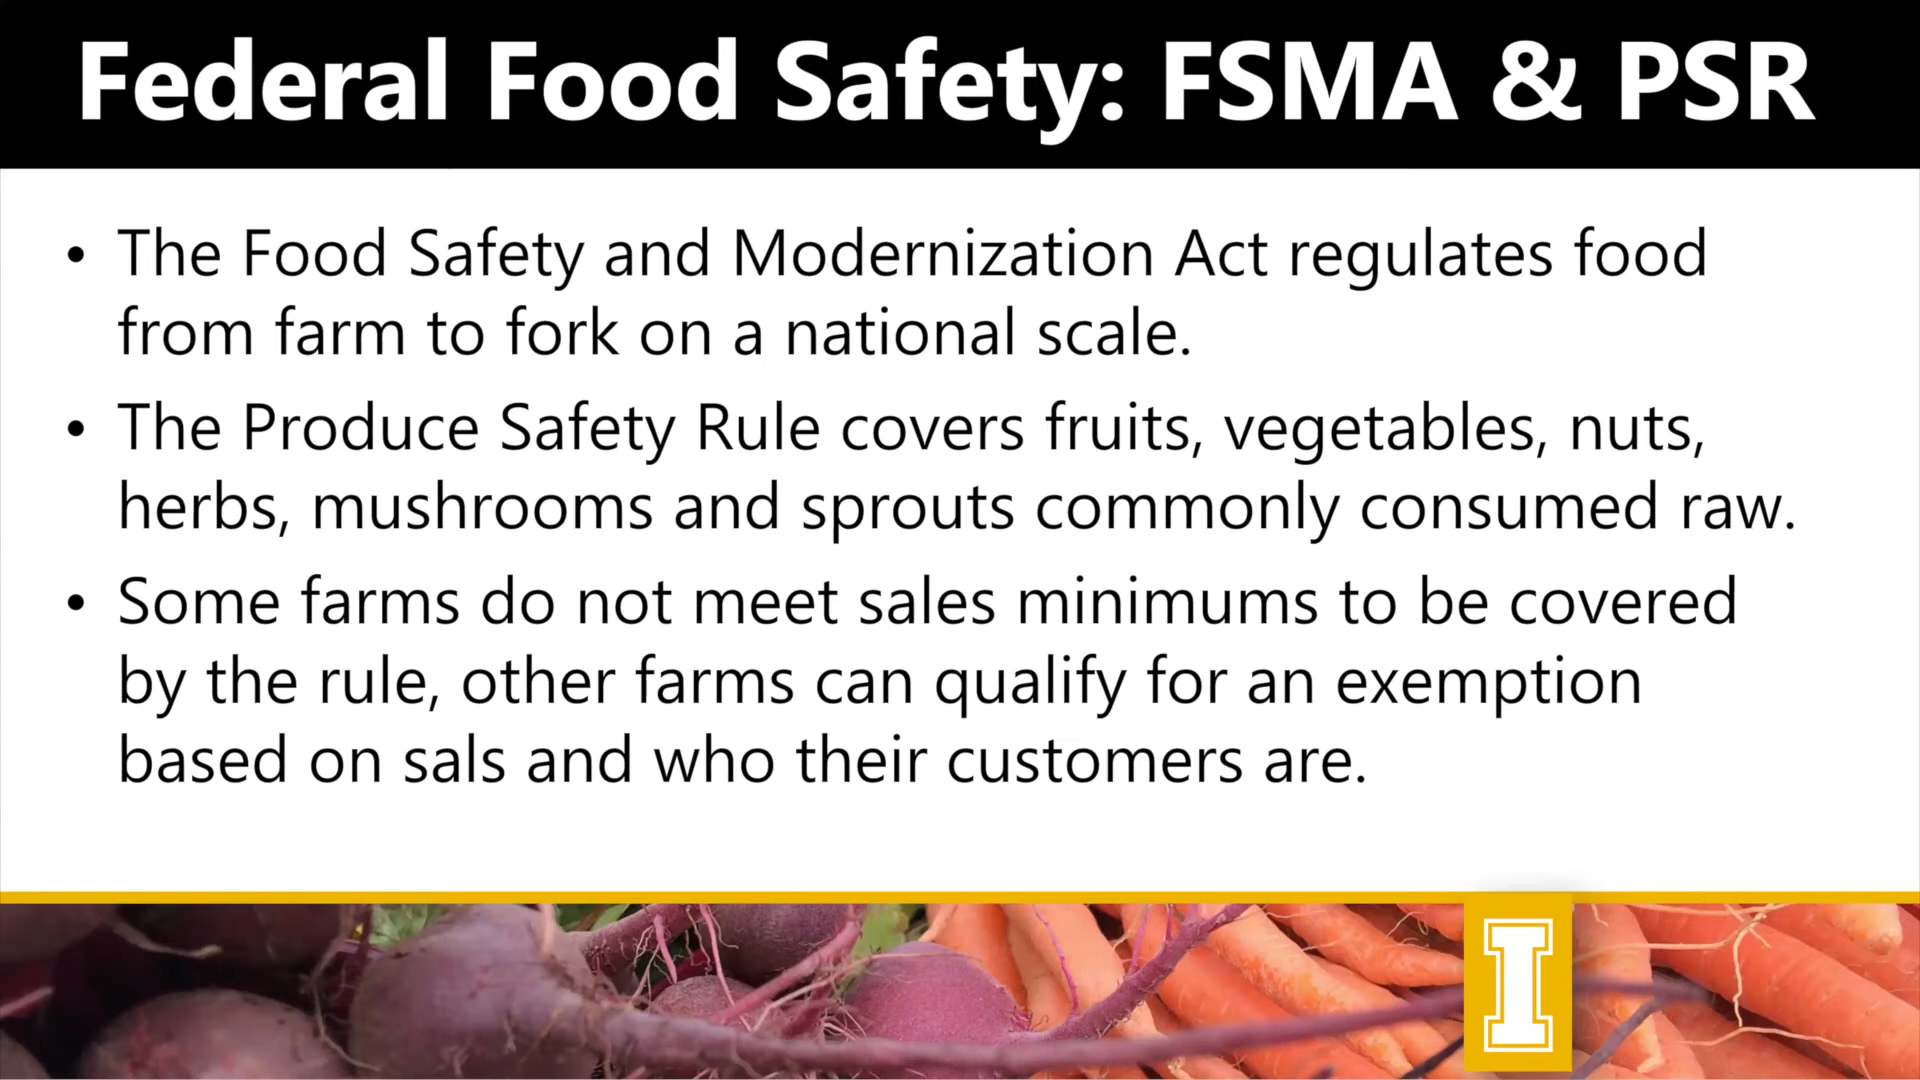 Federal Food Safety: FSMA & PSR
• The Food Safety and Modernization Act regulates food
from farm to fork on a national scale.
• The Produce Safety Rule covers fruits, vegetables, nuts,
herbs, mushrooms and sprouts commonly consumed raw.
• Some farms do not meet sales minimums to be covered
by the rule, other farms can qualify for an exemption
based on sals and who their customers are.
I